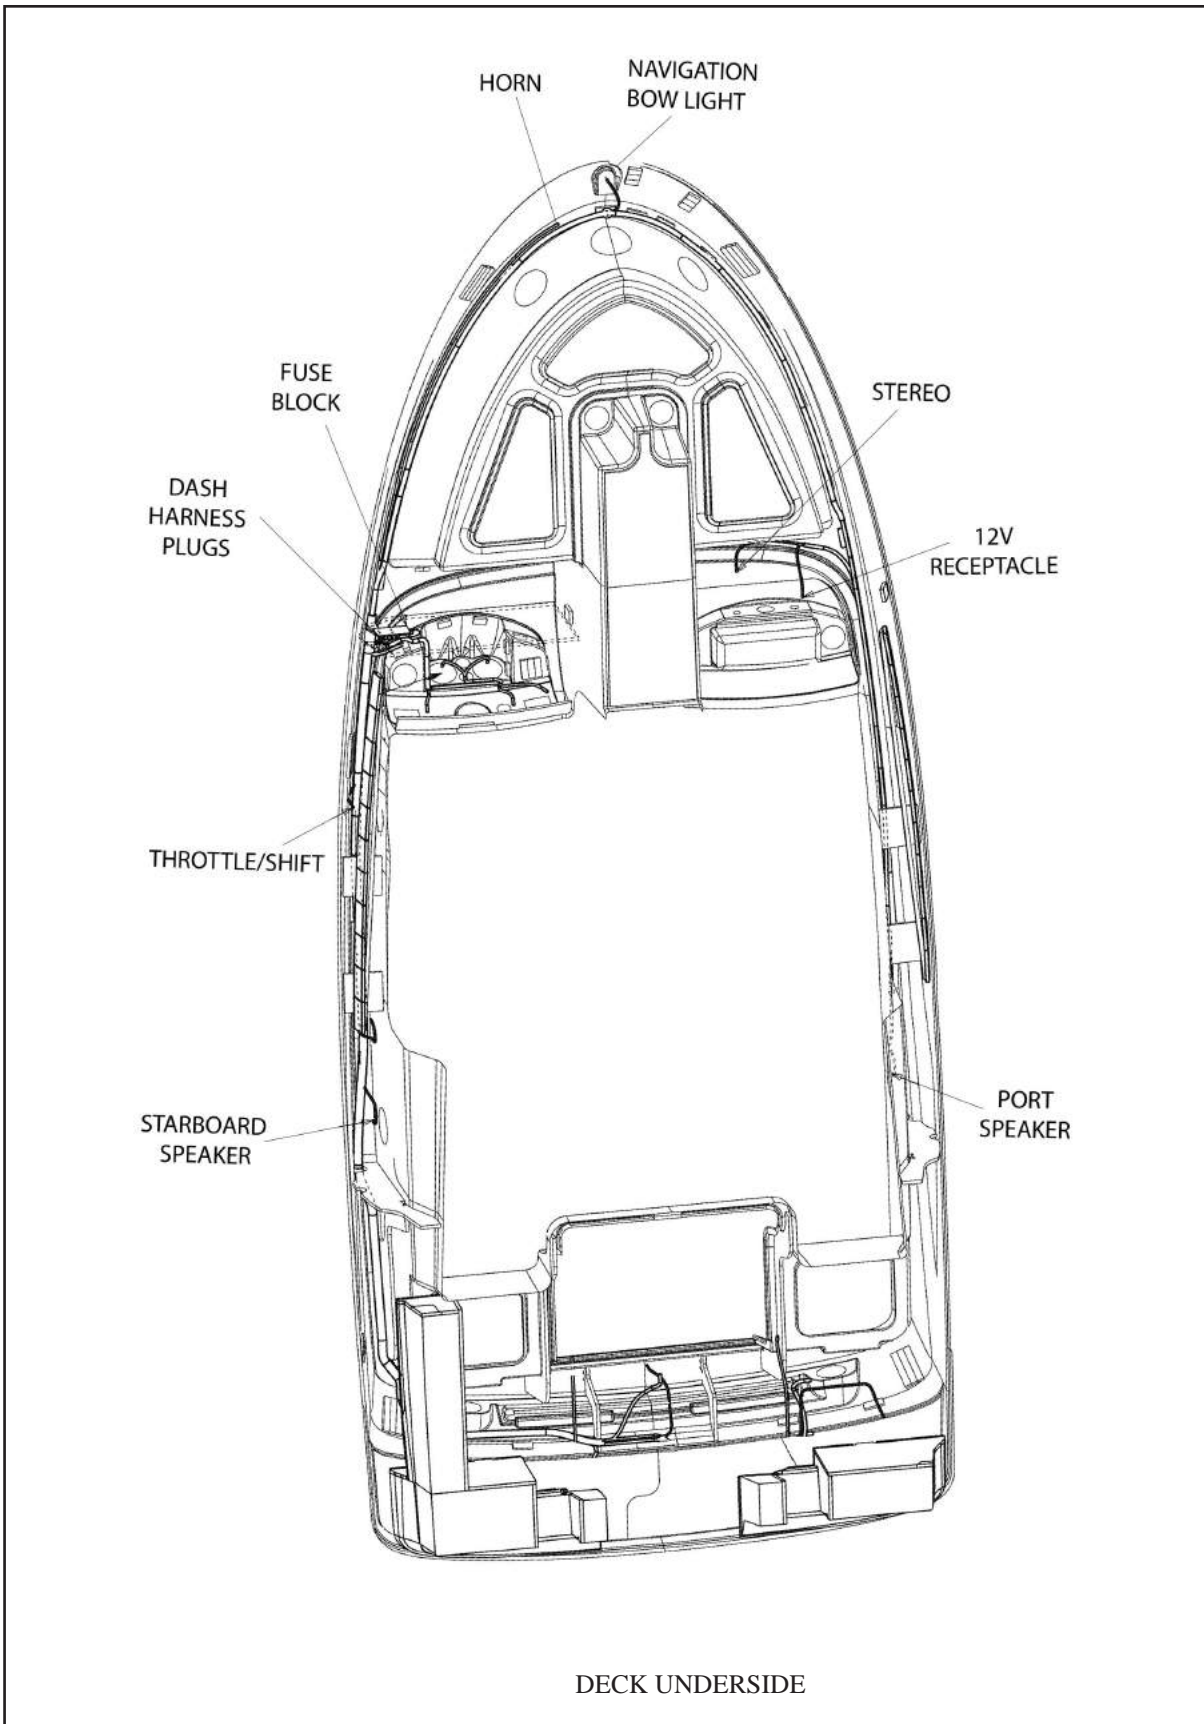 HORN
NAVIGATION
BOW LIGHT
FUSE
BLOCK
STEREO
DASH
HARNESS
PLUGS
12V
RECEPTACLE
THROTTLE/SHIFT
STARBOARD
SPEAKER
PORT
SPEAKER
DECK UNDERSIDE